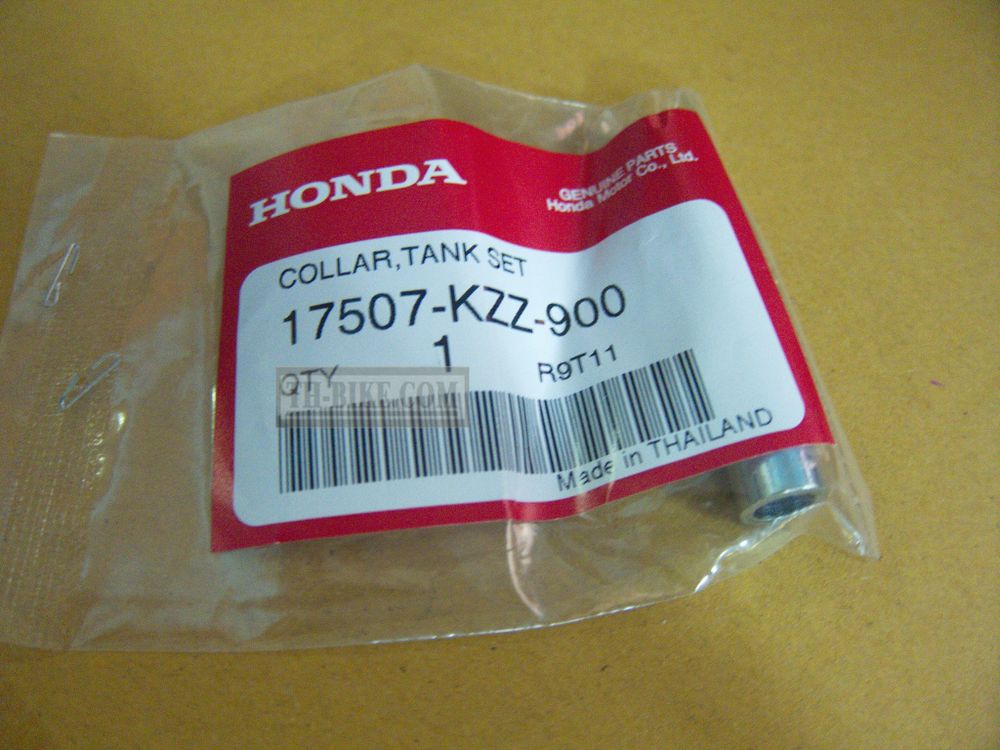 HONDA
GENUINE PARTS
Honda Motor Co., Ltd.
COLLAR,TANK SET
17507-KZZ-900
QTY 1 R9T11
TH-BIKE.COM
Made in THAILAND